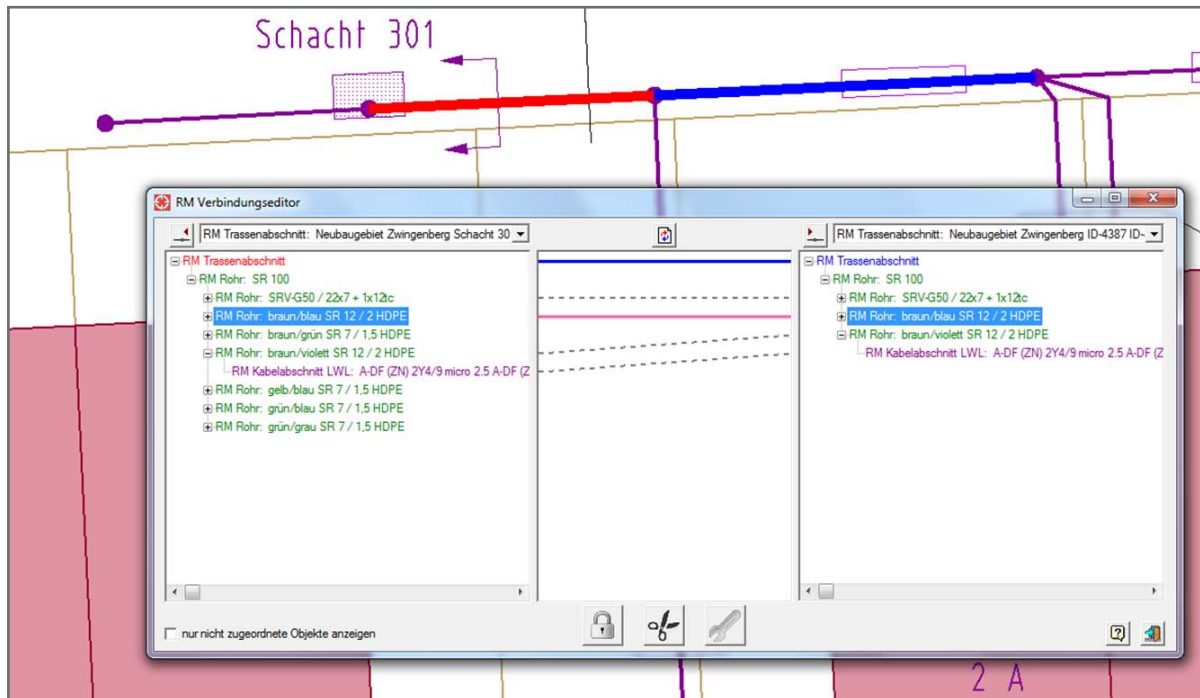 Schacht 301
RM Verbindungseditor
RM Trassenabschnitt: Neubaugebiet Zwingenberg Schacht 30
RM Trassenabschnitt: Neubaugebiet Zwingenberg ID-4387 ID-
RM Trassenabschnitt
RM Rohr: SR 100
RM Rohr: SRV-G50 / 22x7 + 1x12tc
RM Rohr: braun/blau SR 12 / 2 HDPE
RM Rohr: braun/grün SR 7 / 1,5 HDPE
RM Rohr: braun/violett SR 12 / 2 HDPE
RM Kabelabschnitt LWL: A-DF (ZN) 2Y4/9 micro 2.5 A-DF (Z
RM Rohr: gelb/blau SR 7 / 1,5 HDPE
RM Rohr: grün/blau SR 7 / 1,5 HDPE
RM Rohr: grün/grau SR 7 / 1,5 HDPE
RM Trassenabschnitt
RM Rohr: SR 100
RM Rohr: SRV-G50 / 22x7 + 1x12tc
RM Rohr: braun/blau SR 12 / 2 HDPE
RM Rohr: braun/violett SR 12 / 2 HDPE
RM Kabelabschnitt LWL: A-DF (ZN) 2Y4/9 micro 2.5 A-DF (Z
nur nicht zugeordnete Objekte anzeigen
2 A